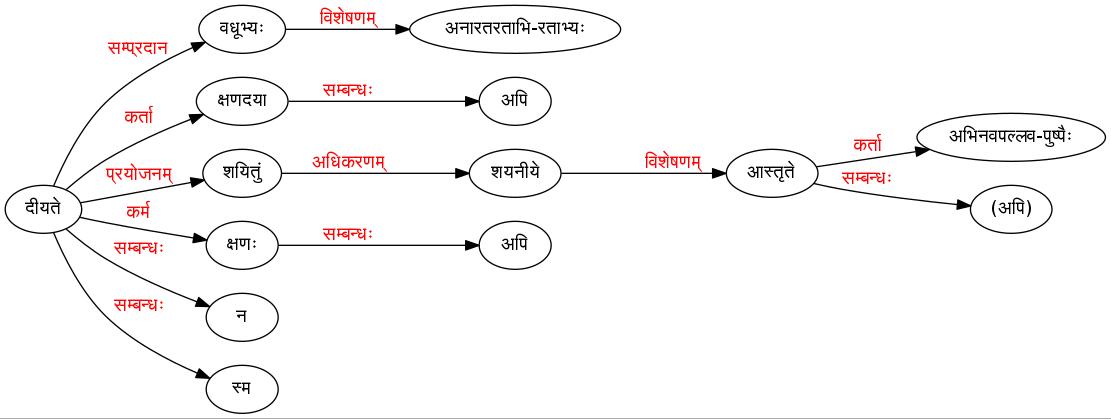 दीयते
सम्प्रदान
वधूभ्यः
विशेषणम्
अनारतरताभि-रताभ्यः
कर्ता
क्षणदया
सम्बन्धः
अपि
प्रयोजनम्
शयितुं
अधिकरणम्
शयनीये
विशेषणम्
आस्तृते
कर्ता
अभिनवपल्लव-पुष्पैः
सम्बन्धः
(अपि)
कर्म
क्षणः
सम्बन्धः
अपि
सम्बन्धः
न
सम्बन्धः
स्म